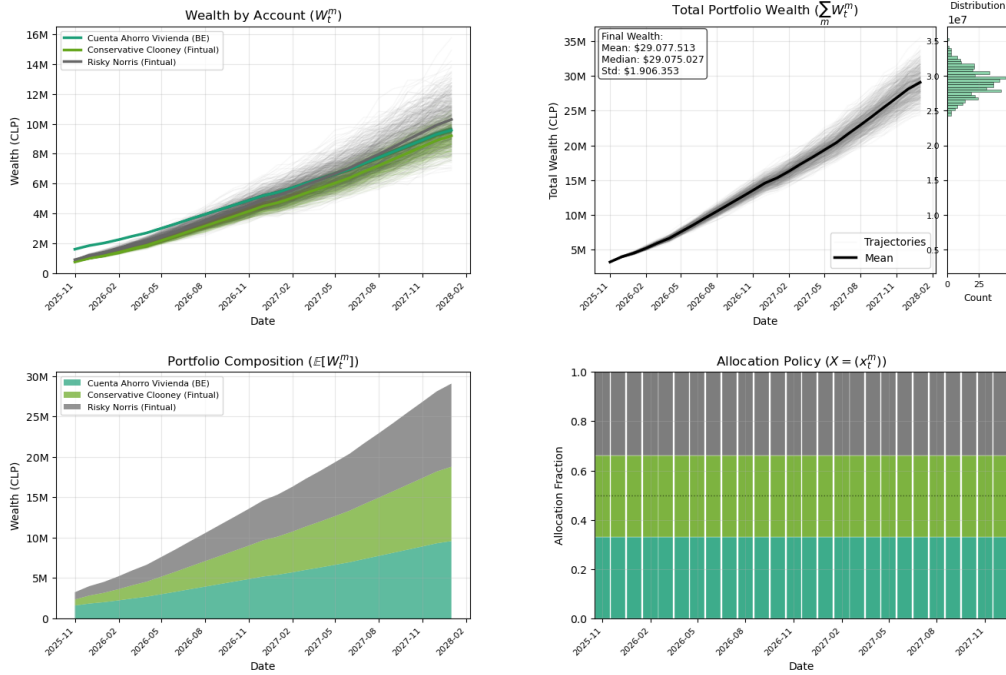 Wealth by Account (W_t^m)
16M
14M
12M
10M
8M
6M
4M
2M
0
Wealth (CLP)
Cuenta Ahorro Vivienda (BE)
Conservative Clooney (Fintual)
Risky Norris (Fintual)
2025-11
2026-02
2026-05
2026-08
2026-11
2027-02
2027-05
2027-08
2027-11
2028-02
Date
Total Portfolio Wealth (∑_m W_t^m)
35M
30M
25M
20M
15M
10M
5M
Total Wealth (CLP)
Final Wealth:
Mean: $29.077.513
Median: $29.075.027
Std: $1.906.353
Trajectories
Mean
2025-11
2026-02
2026-05
2026-08
2026-11
2027-02
2027-05
2027-08
2027-11
2028-02
Date
Distribution
1e7
3.5
3.0
2.5
2.0
1.5
1.0
0.5
0
25
Count
Portfolio Composition (𝔼[W_t^m])
30M
25M
20M
15M
10M
5M
0
Wealth (CLP)
Cuenta Ahorro Vivienda (BE)
Conservative Clooney (Fintual)
Risky Norris (Fintual)
2025-11
2026-02
2026-05
2026-08
2026-11
2027-02
2027-05
2027-08
2027-11
2028-02
Date
Allocation Policy (X = (x_t^m))
1.0
0.8
0.6
0.4
0.2
0.0
Allocation Fraction
2025-11
2026-02
2026-05
2026-08
2026-11
2027-02
2027-05
2027-08
2027-11
Date